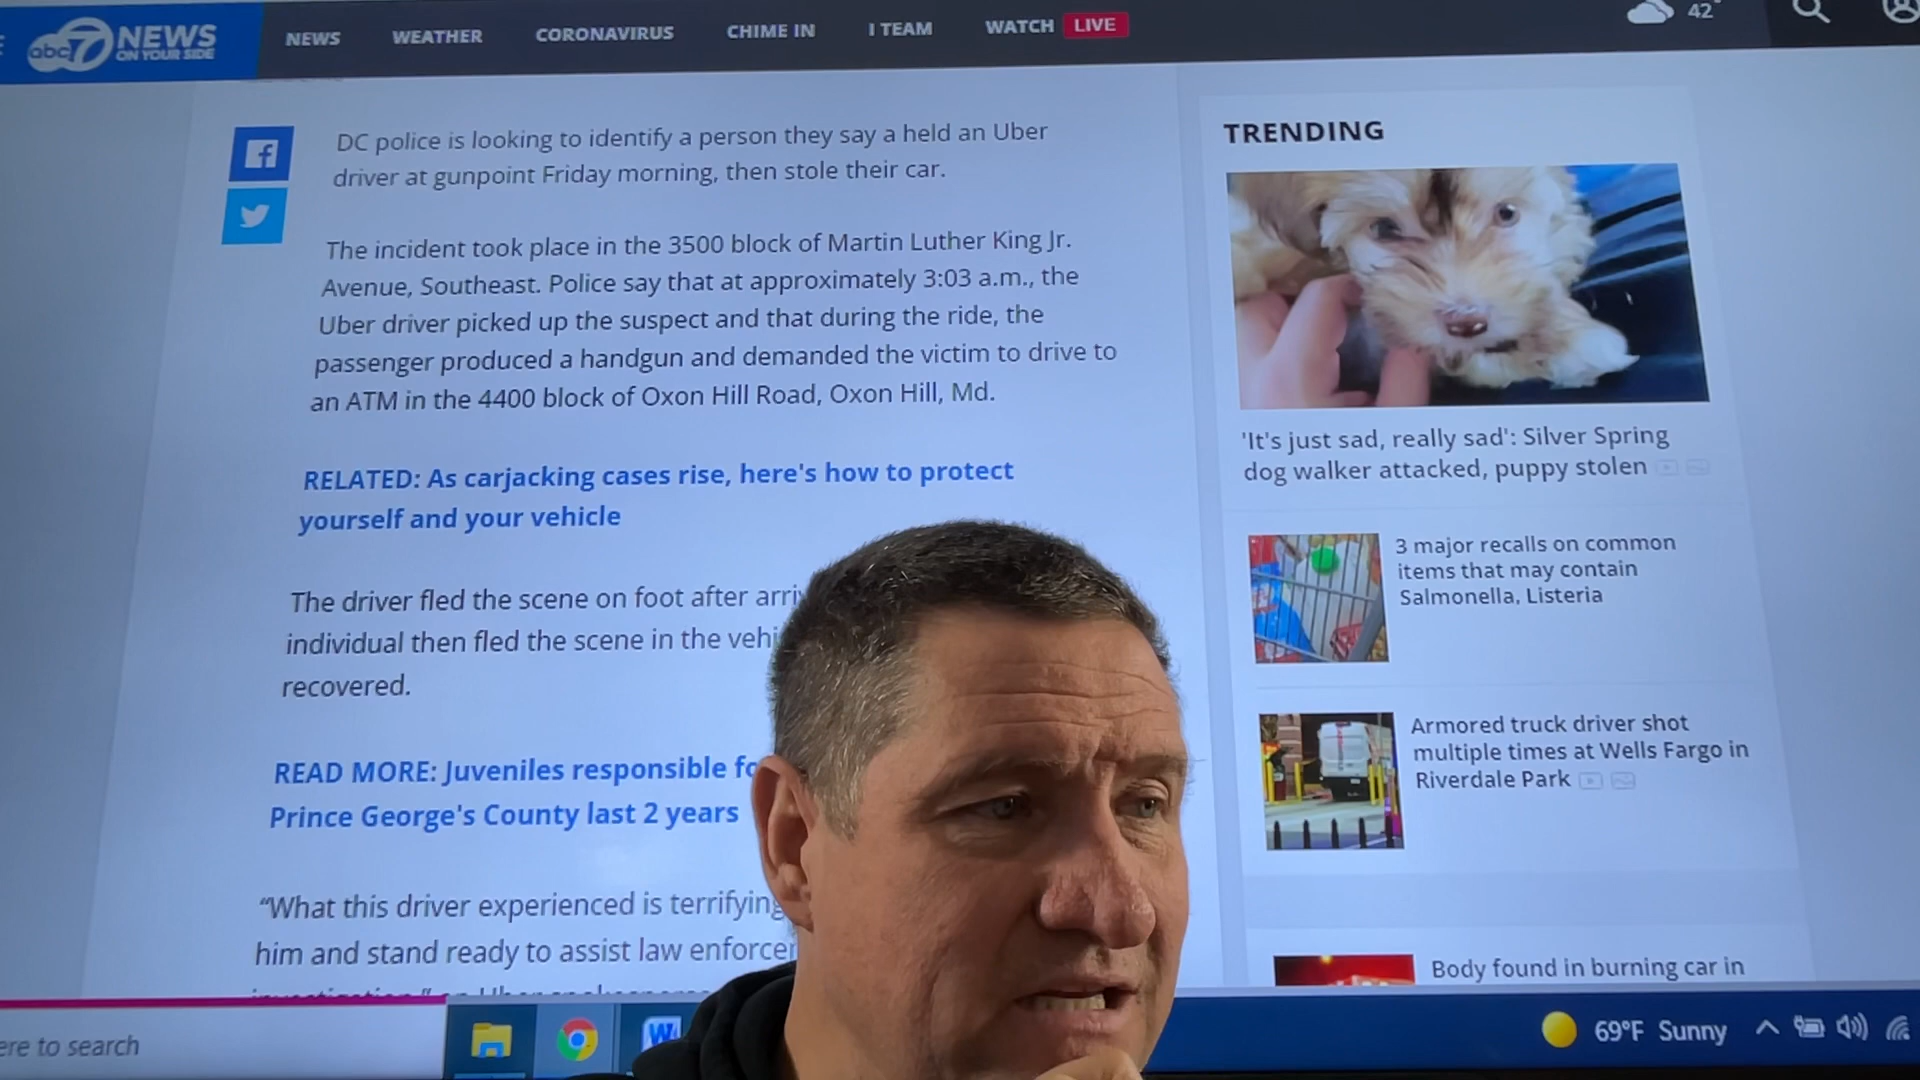 abc 7 NEWS
ON YOUR SIDE
NEWS
WEATHER
CORONAVIRUS
CHIME IN
I TEAM
WATCH LIVE
42°
DC police is looking to identify a person they say a held an Uber
driver at gunpoint Friday morning, then stole their car.
The incident took place in the 3500 block of Martin Luther King Jr.
Avenue, Southeast. Police say that at approximately 3:03 a.m., the
Uber driver picked up the suspect and that during the ride, the
passenger produced a handgun and demanded the victim to drive to
an ATM in the 4400 block of Oxon Hill Road, Oxon Hill, Md.
RELATED: As carjacking cases rise, here's how to protect
yourself and your vehicle
The driver fled the scene on foot after
individual then fled the scene in the
recovered.
READ MORE: Juveniles responsible
Prince George's County last 2 years
“What this driver experienced is terrifying
him and stand ready to assist law
TRENDING
'It's just sad, really sad': Silver Spring
dog walker attacked, puppy stolen
3 major recalls on common
items that may contain
Salmonella, Listeria
Armored truck driver shot
multiple times at Wells Fargo in
Riverdale Park
Body found in burning car in
ere to search
W
69°F Sunny